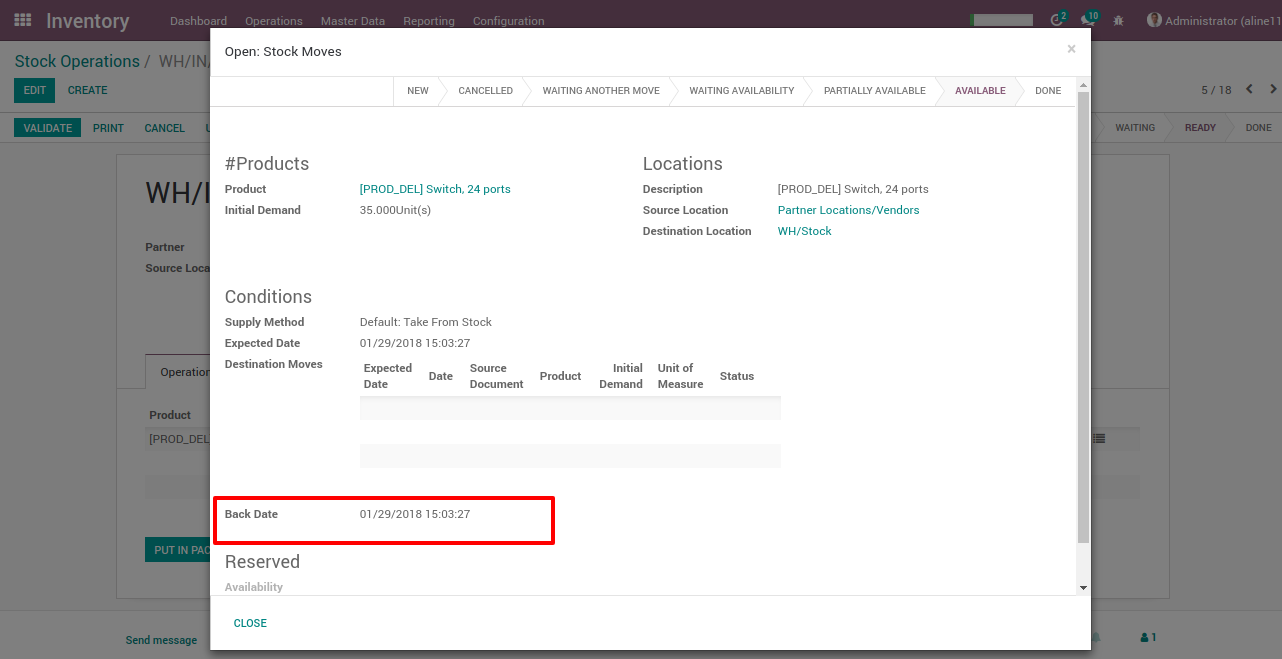 Inventory Dashboard Operations Master Data Reporting Configuration 2 10 Administrator (aline11
Stock Operations / WH/IN/
EDIT CREATE 5 / 18
VALIDATE PRINT CANCEL WAITING READY DONE
WH/I
Partner
Source Loca
Operation
Product
[PROD_DEL
PUT IN PAC
Send message 1
Open: Stock Moves ×
NEW CANCELLED WAITING ANOTHER MOVE WAITING AVAILABILITY PARTIALLY AVAILABLE AVAILABLE DONE
#Products
Product [PROD_DEL] Switch, 24 ports
Initial Demand 35.000Unit(s)
Locations
Description [PROD_DEL] Switch, 24 ports
Source Location Partner Locations/Vendors
Destination Location WH/Stock
Conditions
Supply Method Default: Take From Stock
Expected Date 01/29/2018 15:03:27
Destination Moves
Expected Date Date Source Document Product Initial Demand Unit of Measure Status
Back Date 01/29/2018 15:03:27
Reserved
Availability
CLOSE